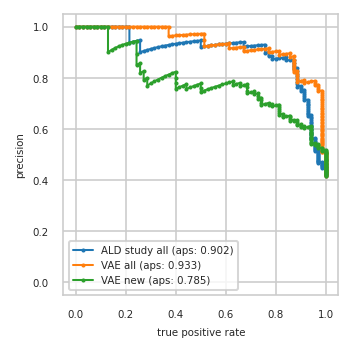 1.0
0.8
0.6
0.4
0.2
0.0
precision
ALD study all (aps: 0.902)
VAE all (aps: 0.933)
VAE new (aps: 0.785)
0.0 0.2 0.4 0.6 0.8 1.0
true positive rate